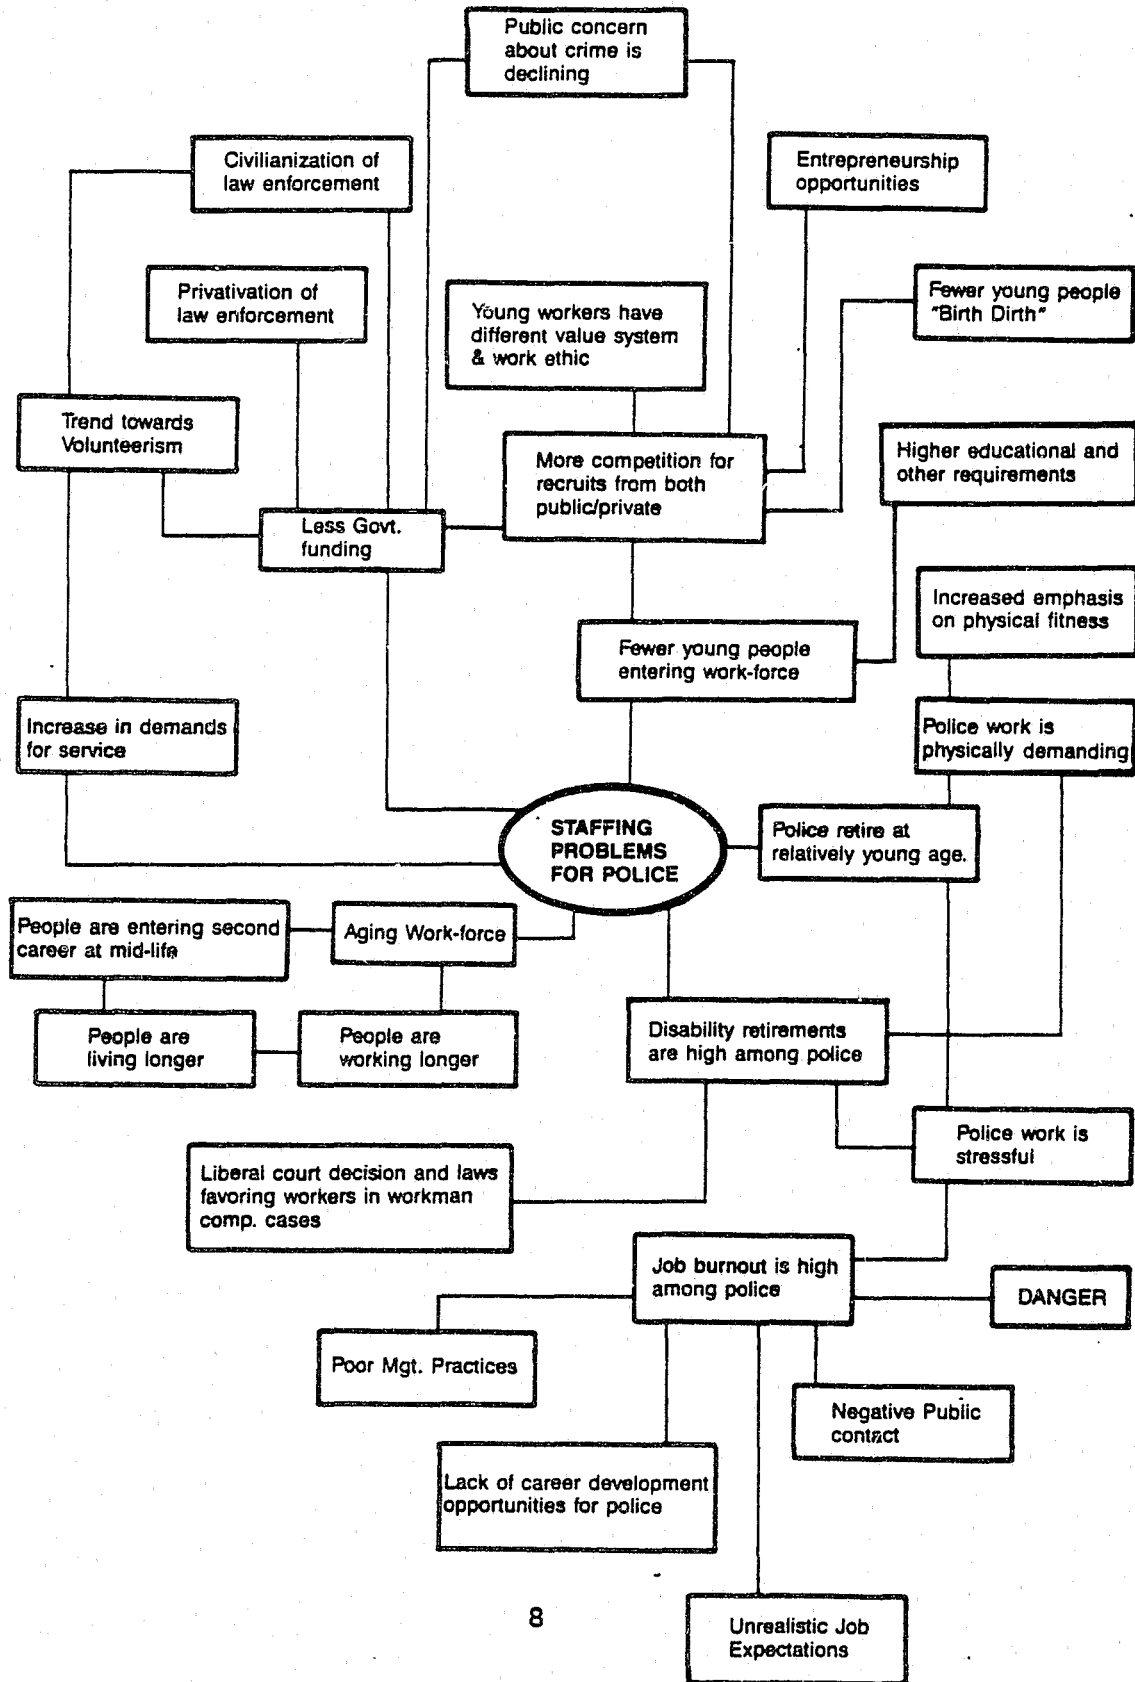 Public concern
about crime is
declining
Civilianization of
law enforcement
Entrepreneurship
opportunities
Privativation of
law enforcement
Young workers have
different value system
& work ethic
Fewer young people
"Birth Dirth"
Trend towards
Volunteerism
More competition for
recruits from both
public/private
Higher educational and
other requirements
Less Govt.
funding
Increased emphasis
on physical fitness
Fewer young people
entering work-force
Increase in demands
for service
Police work is
physically demanding
STAFFING
PROBLEMS
FOR POLICE
Police retire at
relatively young age.
People are entering second
career at mid-life
Aging Work-force
People are
living longer
People are
working longer
Disability retirements
are high among police
Police work is
stressful
Liberal court decision and laws
favoring workers in workman
comp. cases
Job burnout is high
among police
DANGER
Poor Mgt. Practices
Negative Public
contact
Lack of career development
opportunities for police
Unrealistic Job
Expectations
8